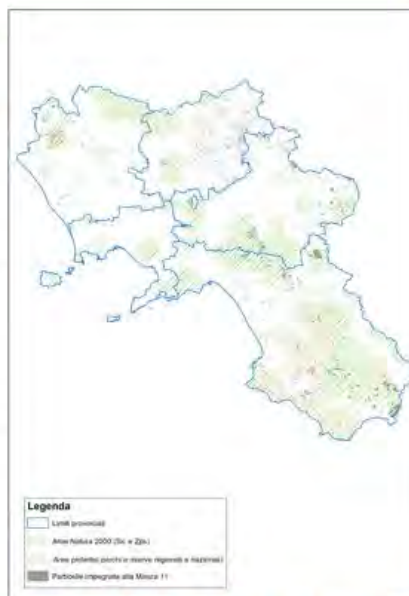 Legenda
Limiti provinciali
Aree Natura 2000 (Sic e Zps)
Aree protette (parchi e riserve regionali e nazionali)
Particelle impegnate alla Misura 11